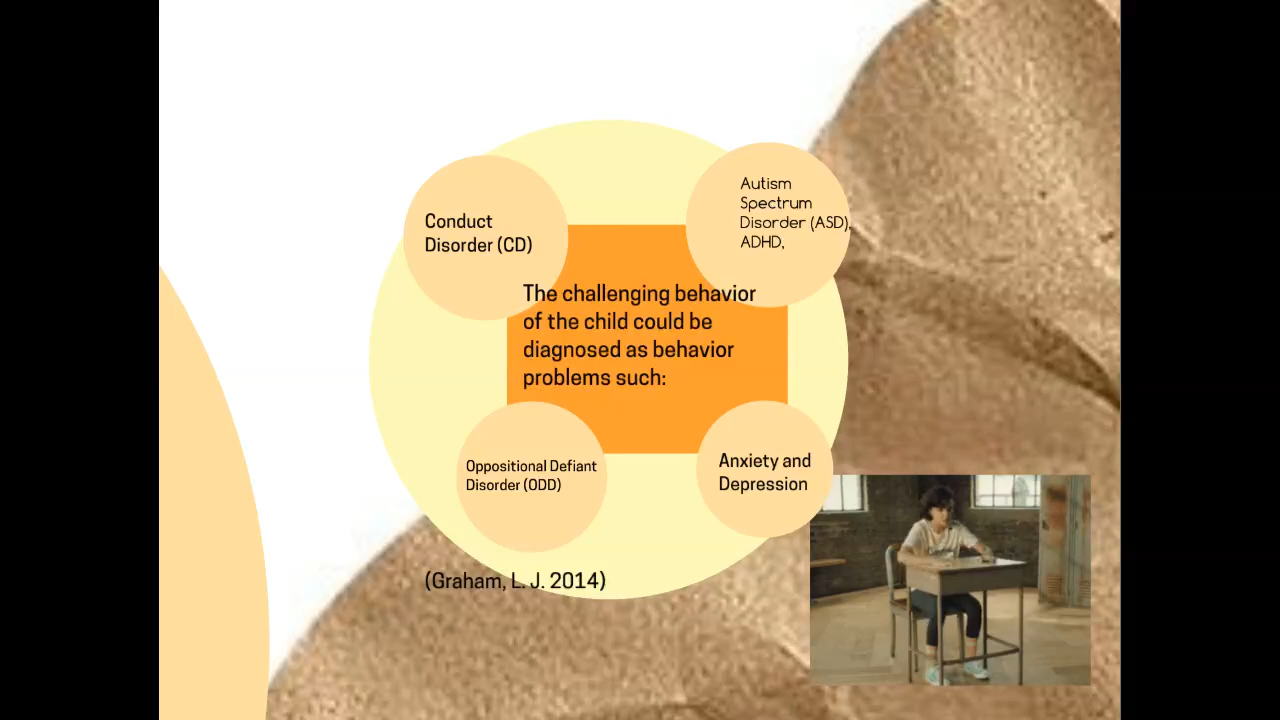 Conduct
Disorder (CD)
Autism
Spectrum
Disorder (ASD),
ADHD,
The challenging behavior
of the child could be
diagnosed as behavior
problems such:
Oppositional Defiant
Disorder (ODD)
Anxiety and
Depression
(Graham, L. J. 2014)